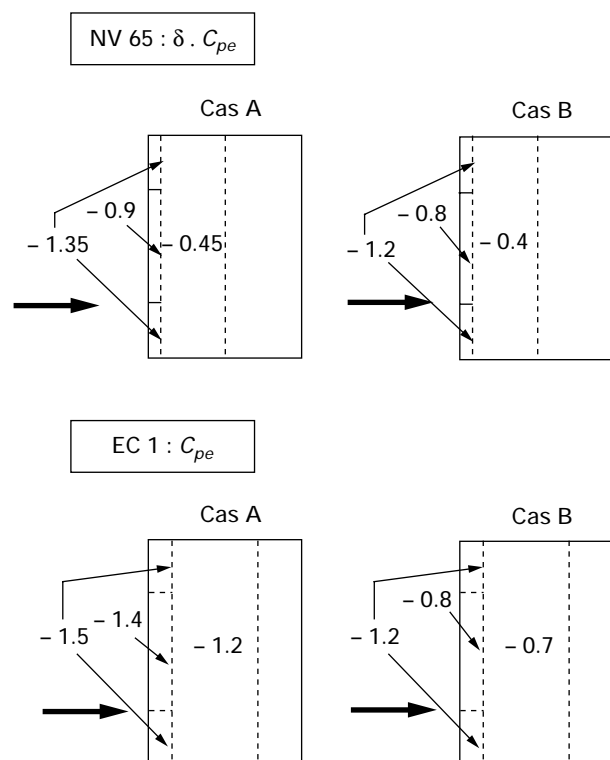 NV 65 : δ . Cpe
Cas A
Cas B
– 0.9
– 0.8
– 1.35
– 0.45
– 1.2
– 0.4
EC 1 : Cpe
Cas A
Cas B
– 0.8
– 1.4
– 1.5
– 1.2
– 1.2
– 0.7